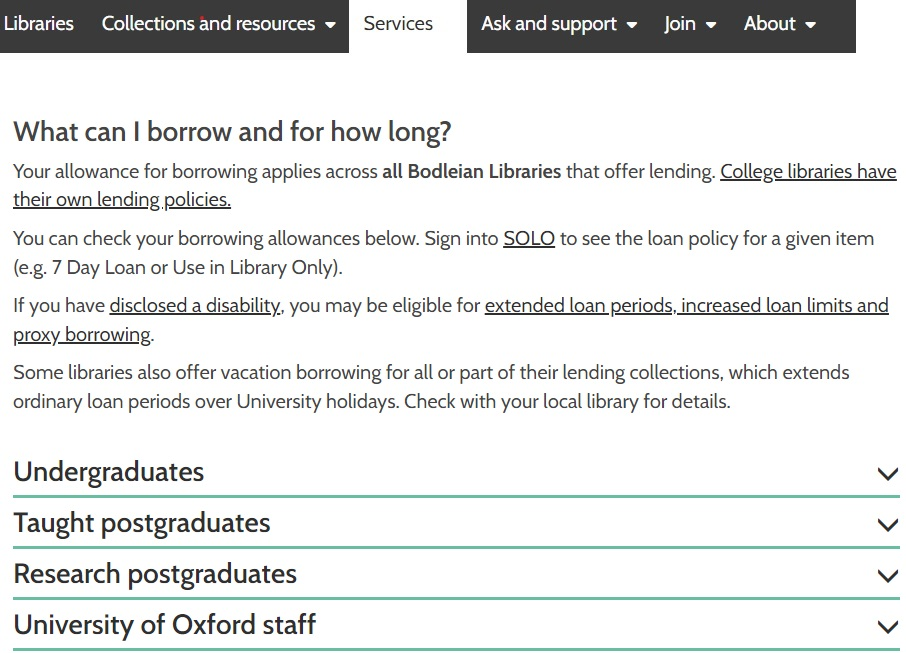 Libraries Collections and resources Services Ask and support Join About
What can I borrow and for how long?
Your allowance for borrowing applies across all Bodleian Libraries that offer lending. College libraries have
their own lending policies.
You can check your borrowing allowances below. Sign into SOLO to see the loan policy for a given item
(e.g. 7 Day Loan or Use in Library Only).
If you have disclosed a disability, you may be eligible for extended loan periods, increased loan limits and
proxy borrowing.
Some libraries also offer vacation borrowing for all or part of their lending collections, which extends
ordinary loan periods over University holidays. Check with your local library for details.
Undergraduates
Taught postgraduates
Research postgraduates
University of Oxford staff